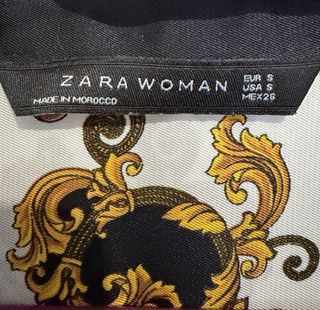 ZARA WOMAN
MADE IN MOROCCO
EUR S
USA S
MEX 26